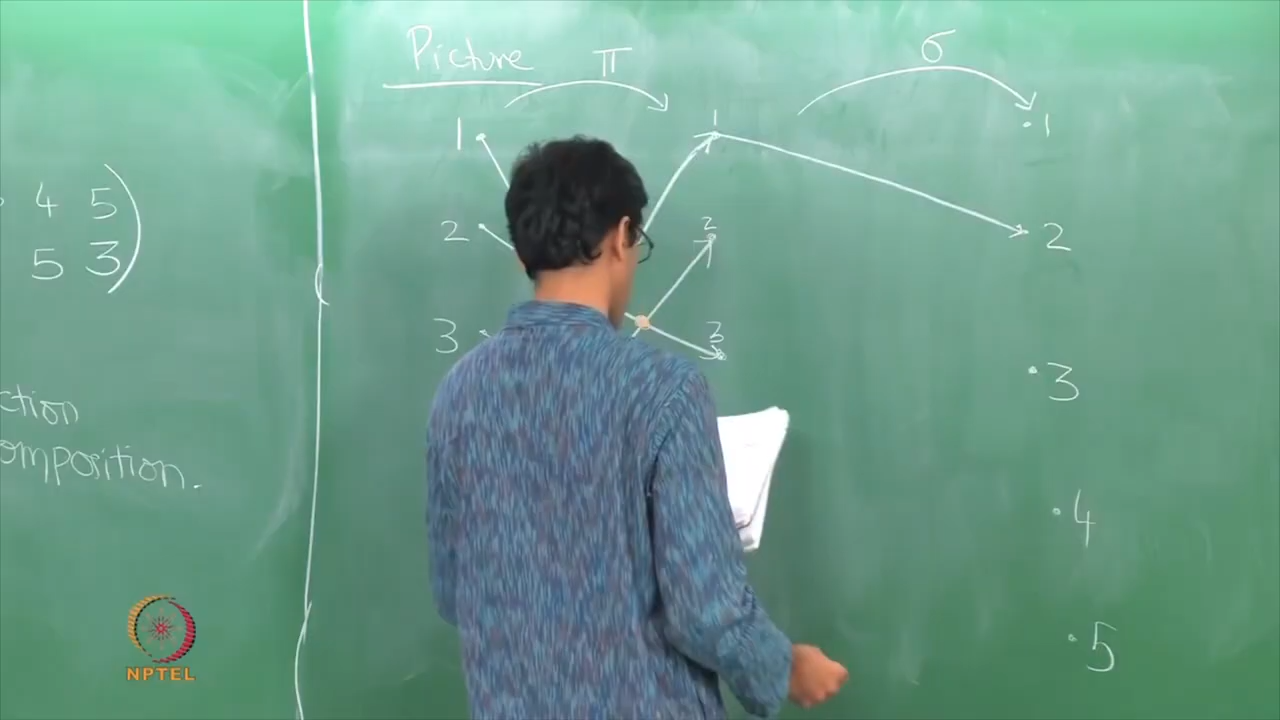 4 5
5 3
ction
omposition.
Picture
π
σ
1
2
3
1
2
3
1
2
3
4
5
NPTEL